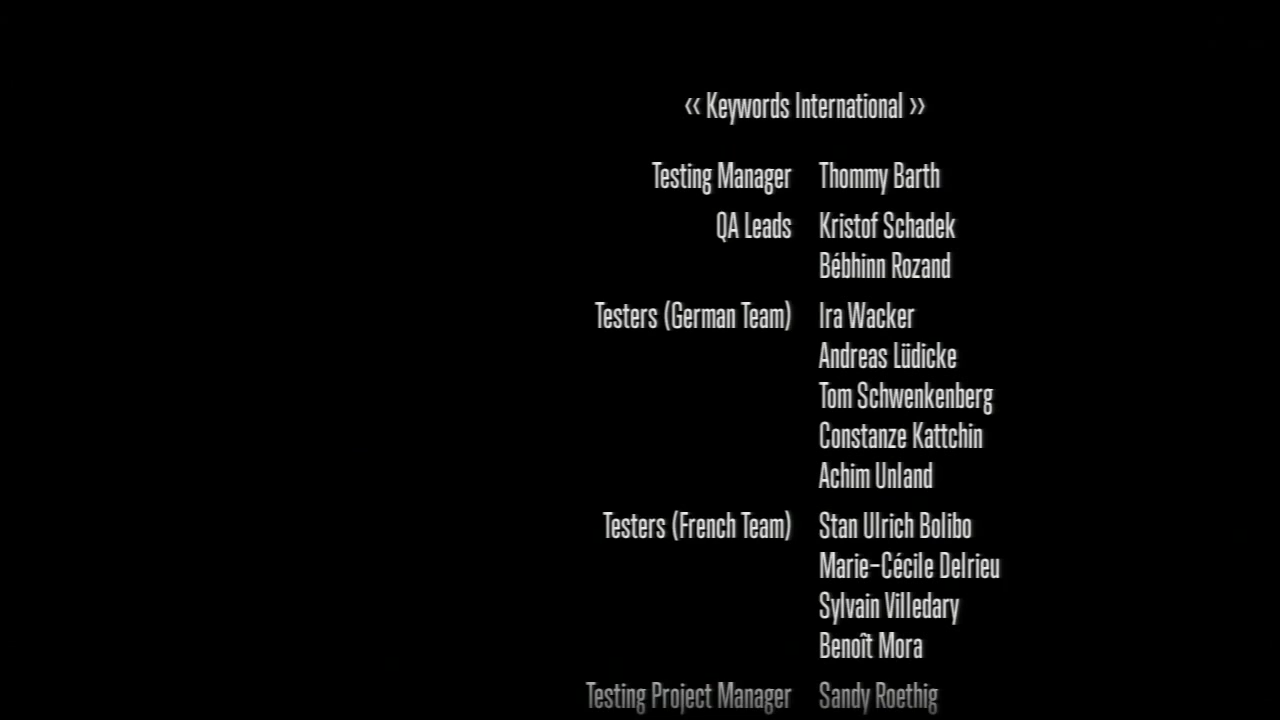 << Keywords International >>
Testing Manager Thommy Barth
QA Leads Kristof Schadek
Bébhinn Rozand
Testers (German Team) Ira Wacker
Andreas Lüdicke
Tom Schwenkenberg
Constanze Kattchin
Achim Unland
Testers (French Team) Stan Ulrich Bolibo
Marie-Cécile Delrieu
Sylvain Villedary
Benoît Mora
Testing Project Manager Sandy Roethig